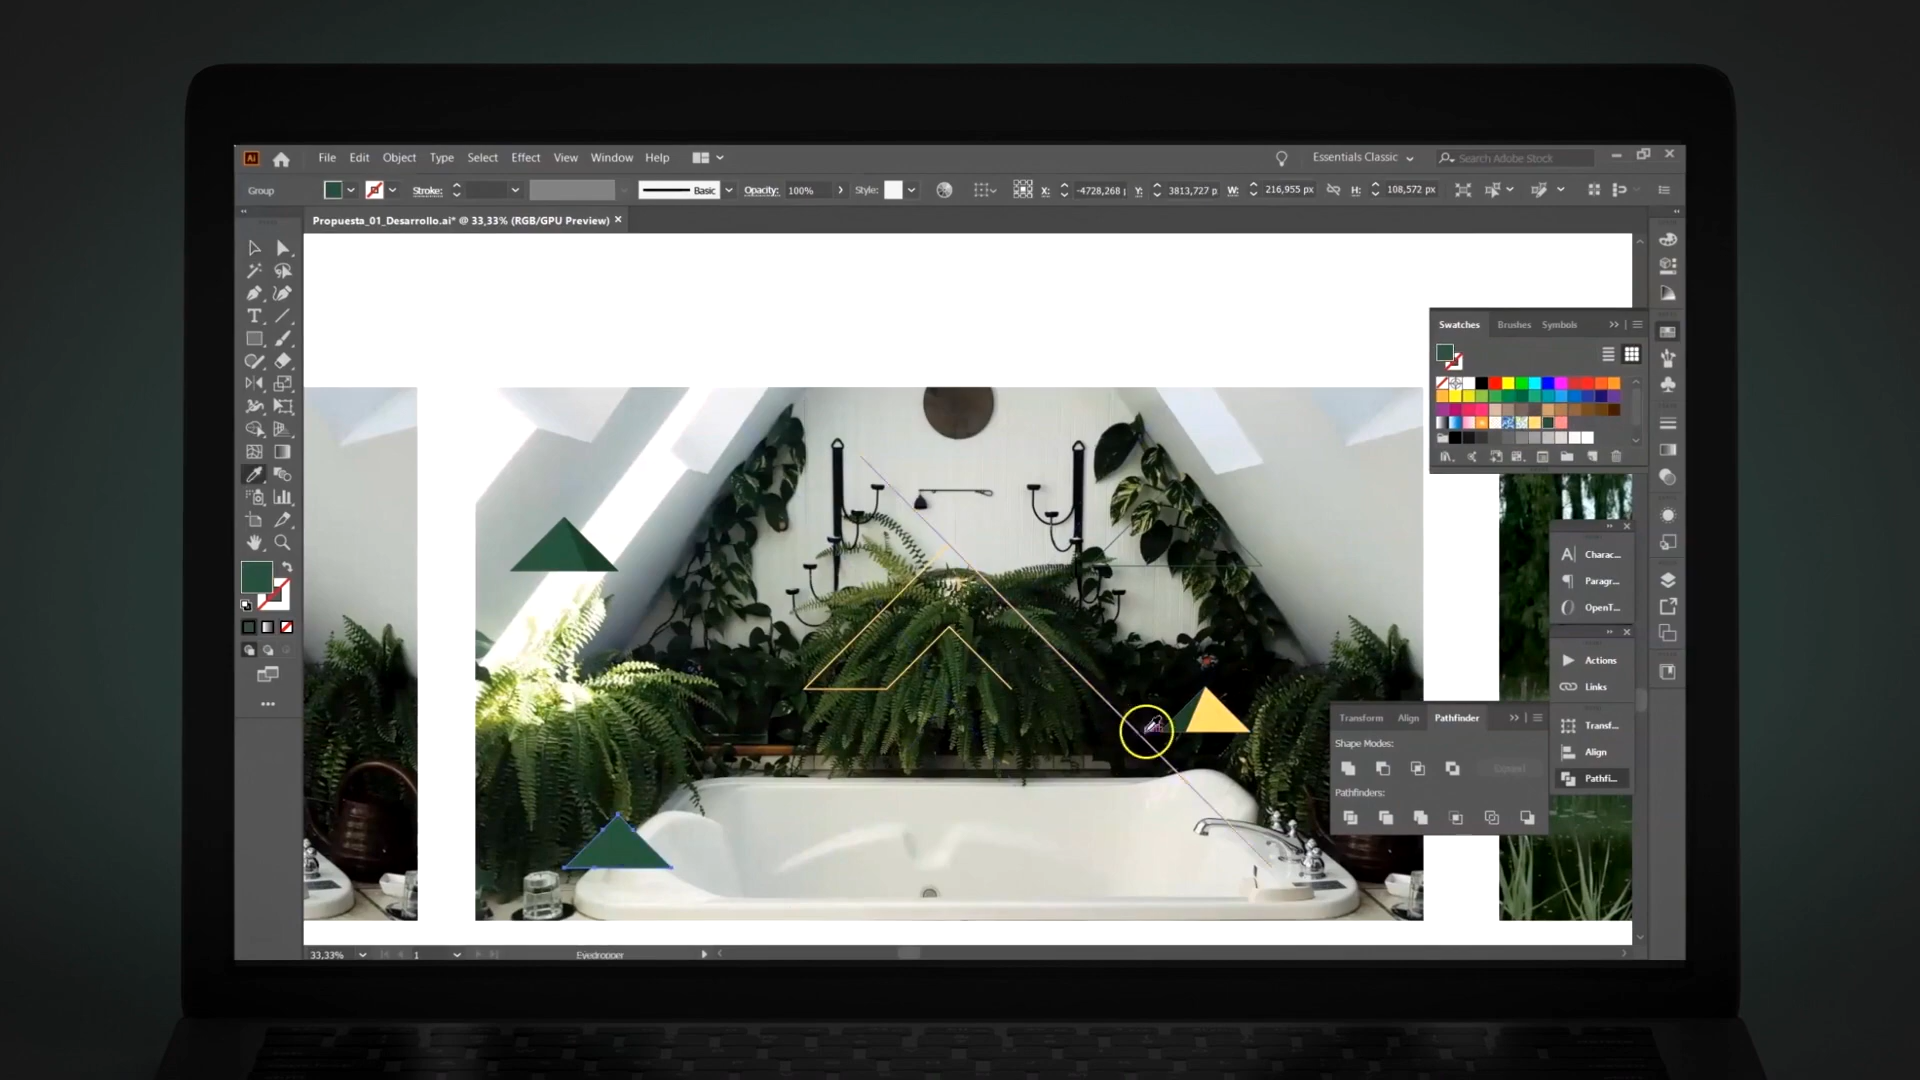 Ai File Edit Object Type Select Effect View Window Help Essentials Classic Search Adobe Stock
Group Stroke: Basic Opacity: 100% Style: X: -4728,268 Y: 3813,727 p W: 216,955 px H: 108,572 px
Propuesta_01_Desarrollo.ai* @ 33,33% (RGB/GPU Preview) ×
Swatches Brushes Symbols
Charac...
Paragr...
OpenT...
Actions
Links
Transf...
Align
Pathfi...
Transform Align Pathfinder
Shape Modes:
Pathfinders:
33,33% 1 Eyedropper